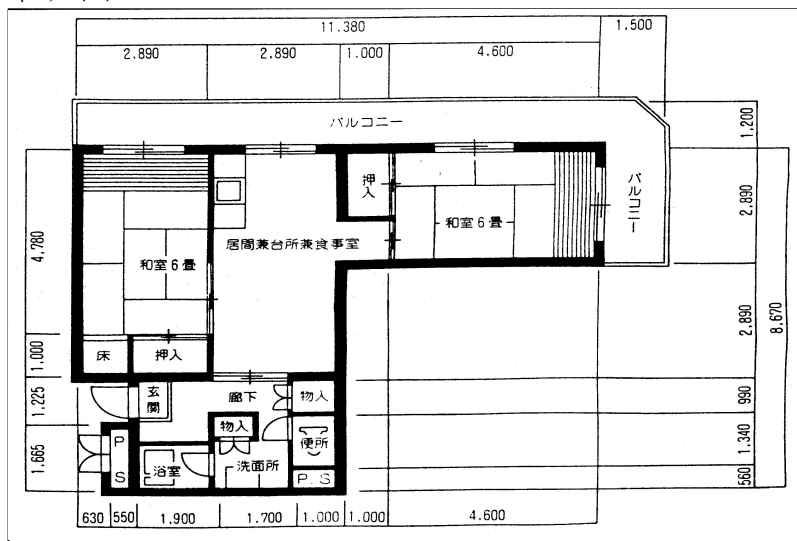 11.380
1.500
2.890
2.890
1.000
4.600
バルコニー
1,200
押入
バルコニー
2,890
4,780
和室6畳
居間兼台所兼食事室
和室6畳
2,890
8,670
1,000
床
押入
1,225
玄関
廊下
物入
990
物入
1,665
PS
浴室
洗面所
便所
1,340
P.S
560
630
550
1.900
1.700
1.000
1.000
4.600